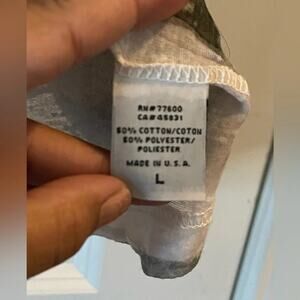 RN#77600
CA#45831
50% COTTON/COTON
50% POLYESTER/
POLIESTER
MADE IN U.S.A.
L